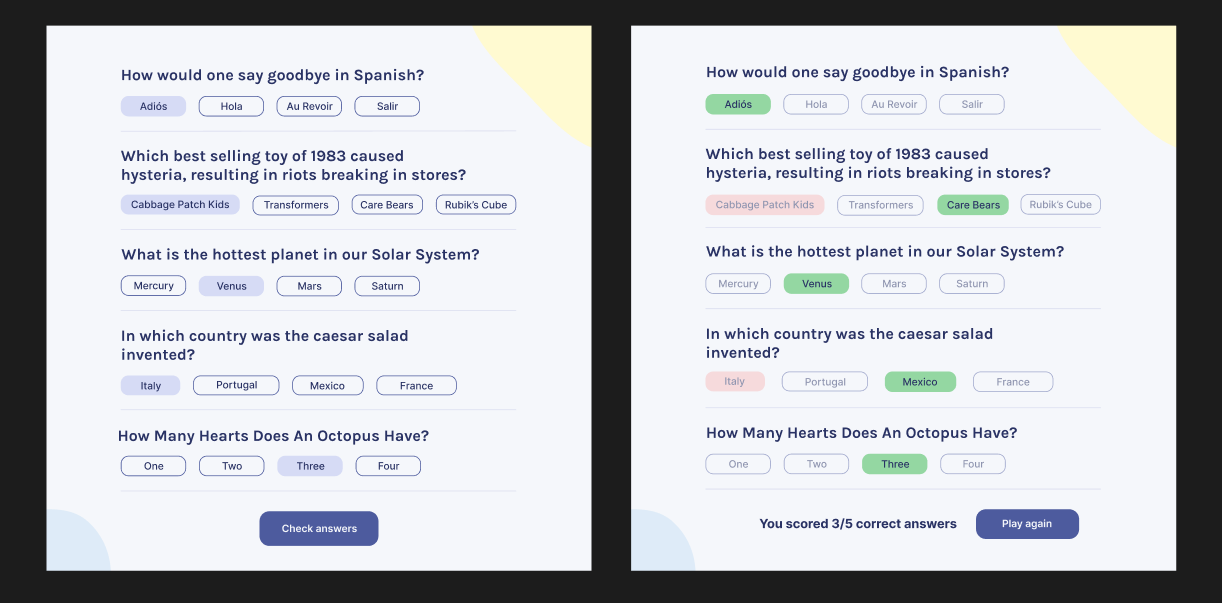 How would one say goodbye in Spanish?
Adiós Hola Au Revoir Salir
Which best selling toy of 1983 caused
hysteria, resulting in riots breaking in stores?
Cabbage Patch Kids Transformers Care Bears Rubik's Cube
What is the hottest planet in our Solar System?
Mercury Venus Mars Saturn
In which country was the caesar salad
invented?
Italy Portugal Mexico France
How Many Hearts Does An Octopus Have?
One Two Three Four
Check answers
How would one say goodbye in Spanish?
Adiós Hola Au Revoir Salir
Which best selling toy of 1983 caused
hysteria, resulting in riots breaking in stores?
Cabbage Patch Kids Transformers Care Bears Rubik's Cube
What is the hottest planet in our Solar System?
Mercury Venus Mars Saturn
In which country was the caesar salad
invented?
Italy Portugal Mexico France
How Many Hearts Does An Octopus Have?
One Two Three Four
You scored 3/5 correct answers Play again